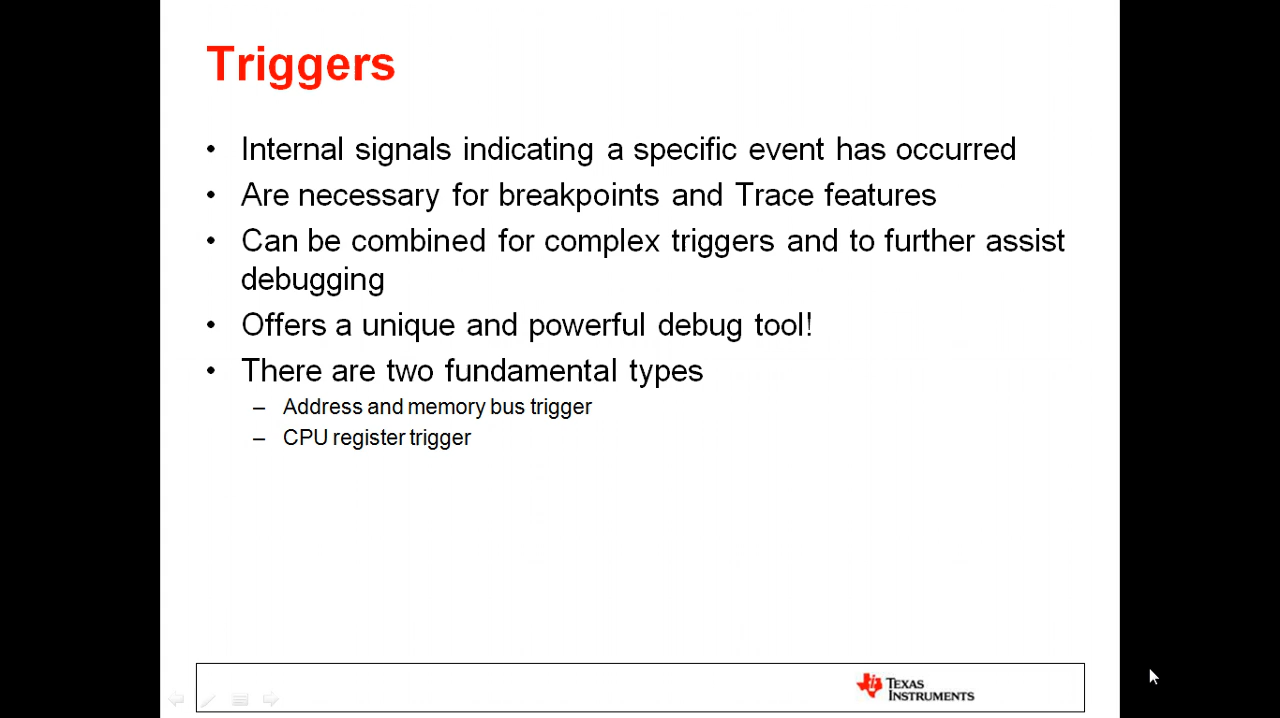 Triggers
• Internal signals indicating a specific event has occurred
• Are necessary for breakpoints and Trace features
• Can be combined for complex triggers and to further assist
debugging
• Offers a unique and powerful debug tool!
• There are two fundamental types
– Address and memory bus trigger
– CPU register trigger
TEXAS
INSTRUMENTS